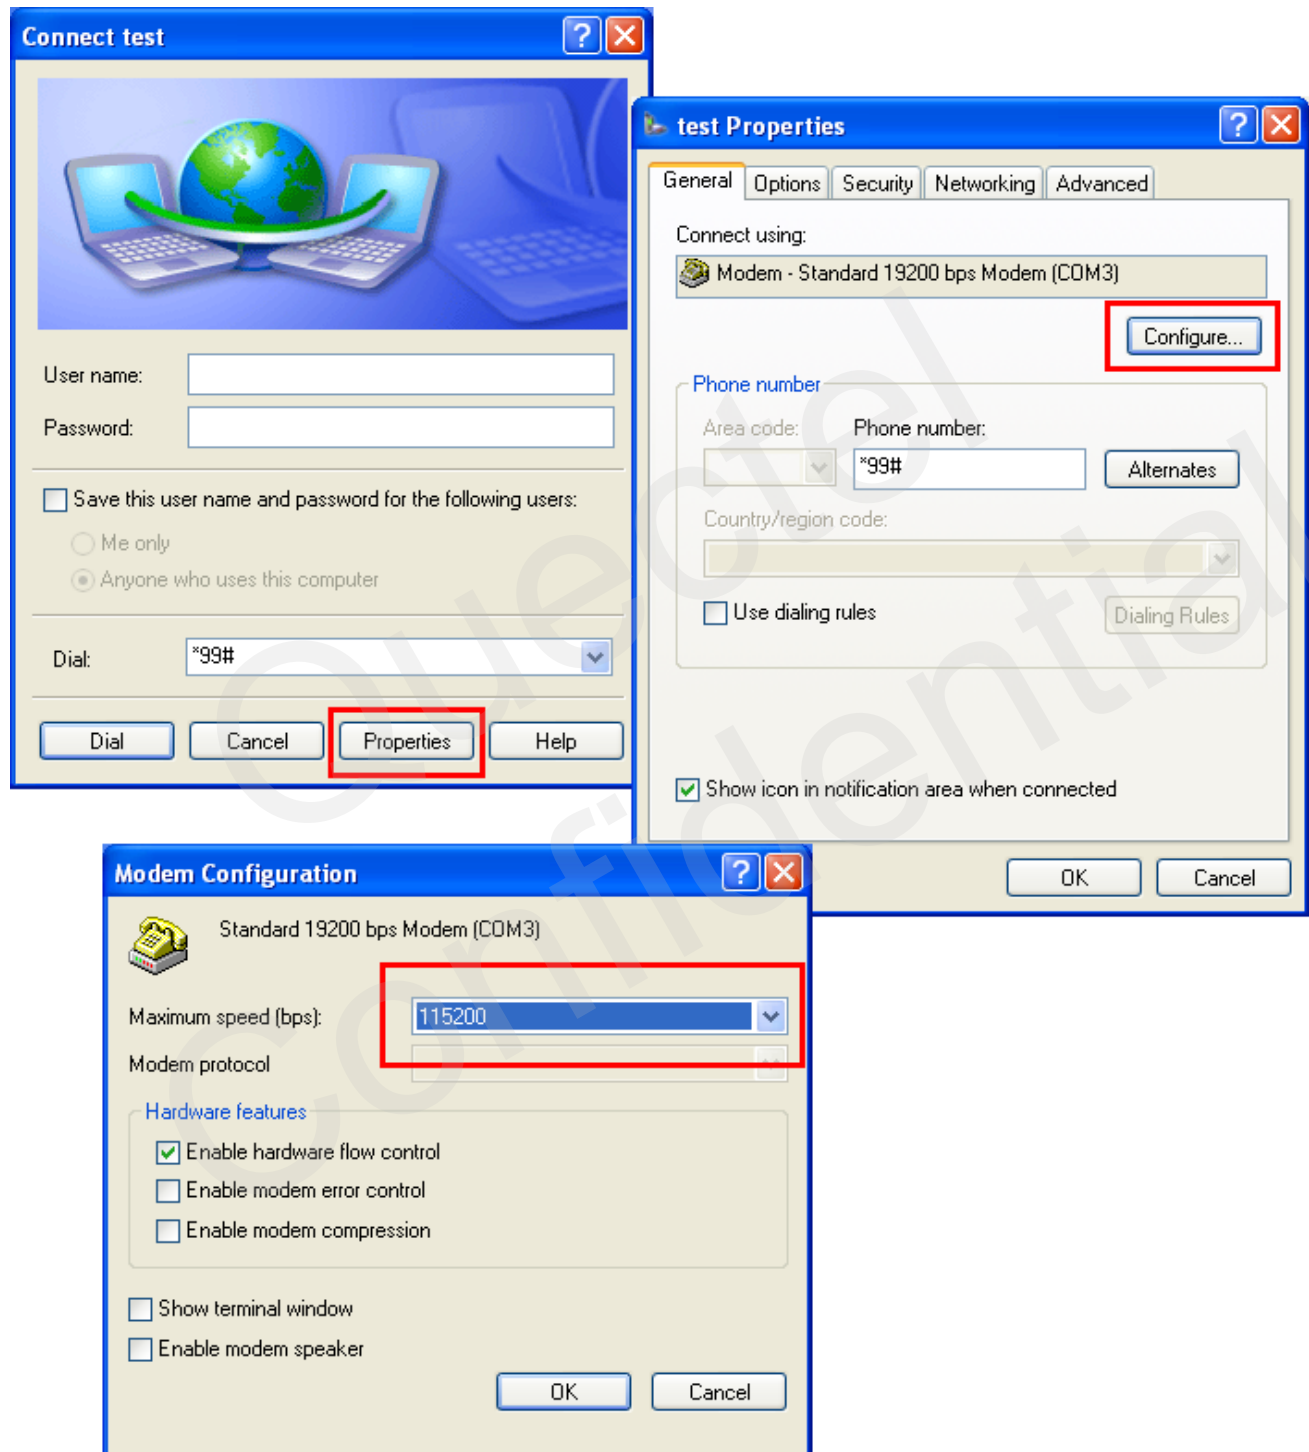 Connect test
User name:
Password:
Save this user name and password for the following users:
Me only
Anyone who uses this computer
Dial: *99#
Dial Cancel Properties Help
test Properties
General Options Security Networking Advanced
Connect using:
Modem - Standard 19200 bps Modem (COM3)
Configure...
Phone number
Area code: Phone number:
*99# Alternates
Country/region code:
Use dialing rules Dialing Rules
Show icon in notification area when connected
OK Cancel
Modem Configuration
Standard 19200 bps Modem (COM3)
Maximum speed (bps): 115200
Modem protocol
Hardware features
Enable hardware flow control
Enable modem error control
Enable modem compression
Show terminal window
Enable modem speaker
OK Cancel
Quectel
Confidential